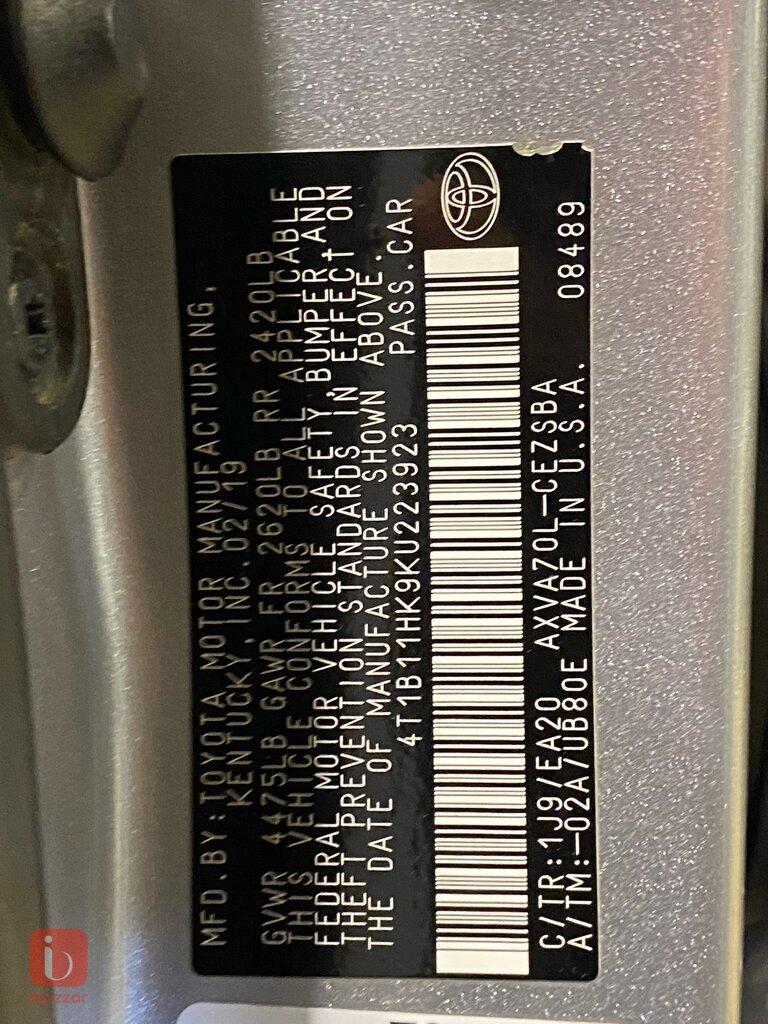 MFD.BY:TOYOTA MOTOR MANUFACTURING,
KENTUCKY, INC.02/19
GVWR 4475LB GAWR FR 2620LB RR 2420LB
THIS VEHICLE CONFORMS TO ALL APPLICABLE
FEDERAL MOTOR VEHICLE SAFETY, BUMPER AND
THEFT PREVENTION STANDARDS IN EFFECT ON
THE DATE OF MANUFACTURE SHOWN ABOVE.
4T1B11HK9KU223923 PASS.CAR
C/TR:1J9/EA20 AXVA70L-CEZSBA
A/TM:-02A/UB80E MADE IN U.S.A. 08489